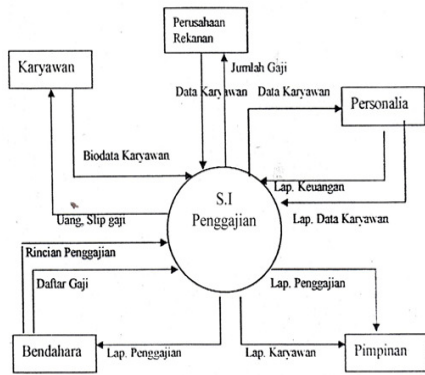 Perusahaan
Rekanan
Karyawan
Jumlah Gaji
Data Karyawan
Data Karyawan
Personalia
Biodata Karyawan
Lap. Keuangan
S.I
Penggajian
Uang, Slip gaji
Lap. Data Karyawan
Rincian Penggajian
Daftar Gaji
Lap. Penggajian
Bendahara
Lap. Penggajian
Lap. Karyawan
Pimpinan